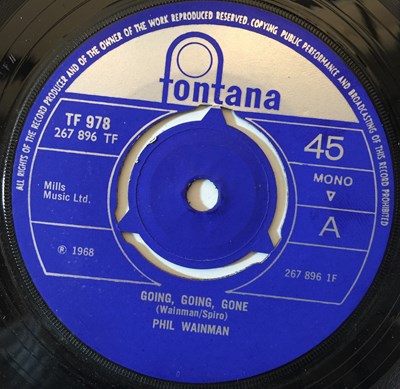 ALL RIGHTS OF THE RECORD PRODUCER AND OF THE OWNER OF THE WORK REPRODUCED RESERVED. COPYING PUBLIC PERFORMANCE AND BROADCASTING OF THIS RECORD PROHIBITED
fontana
TF 978
267 896 TF
45
MONO
A
Mills
Music Ltd.
℗ 1968
267 896 1F
GOING, GOING, GONE
(Wainman/Spiro)
PHIL WAINMAN